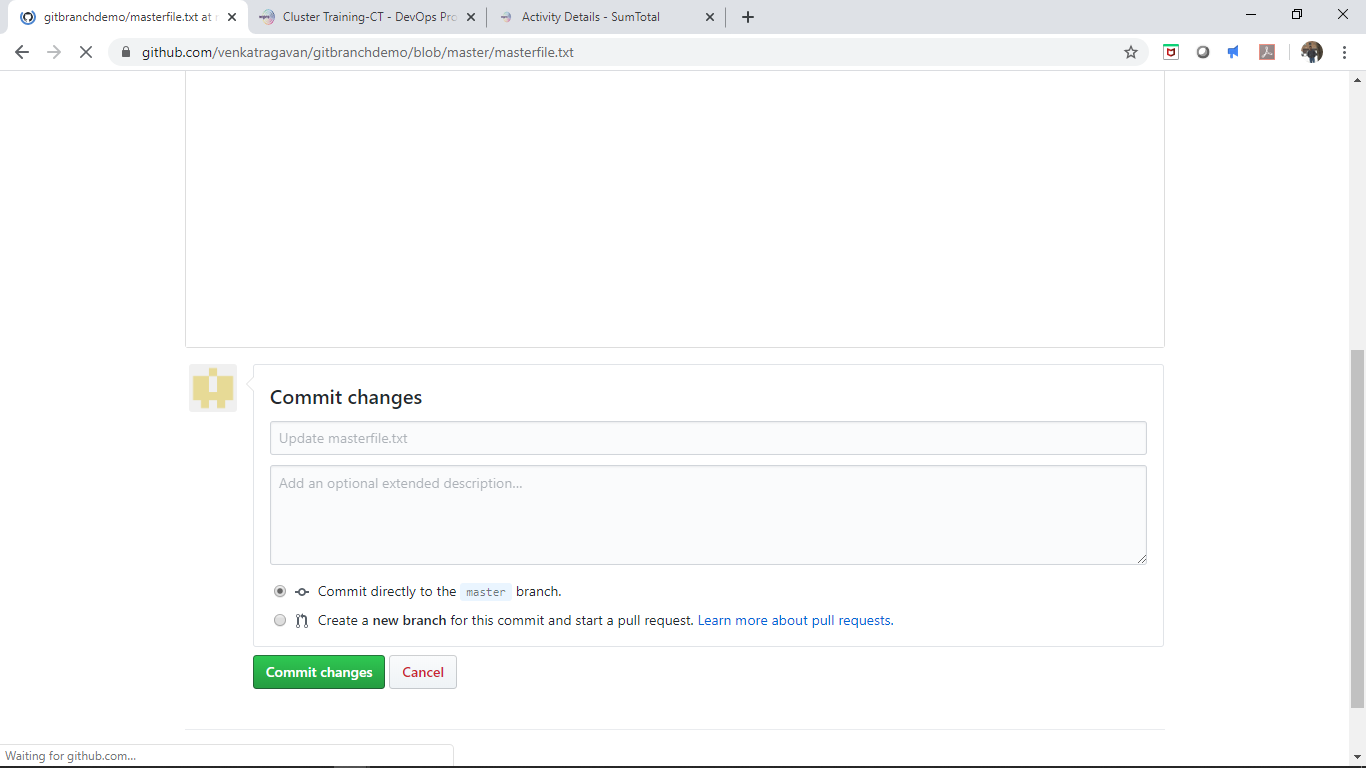 gitbranchdemo/masterfile.txt at
Cluster Training-CT - DevOps Pro
Activity Details - SumTotal
github.com/venkatragavan/gitbranchdemo/blob/master/masterfile.txt
Commit changes
Update masterfile.txt
Add an optional extended description...
Commit directly to the master branch.
Create a new branch for this commit and start a pull request. Learn more about pull requests.
Commit changes
Cancel
Waiting for github.com...